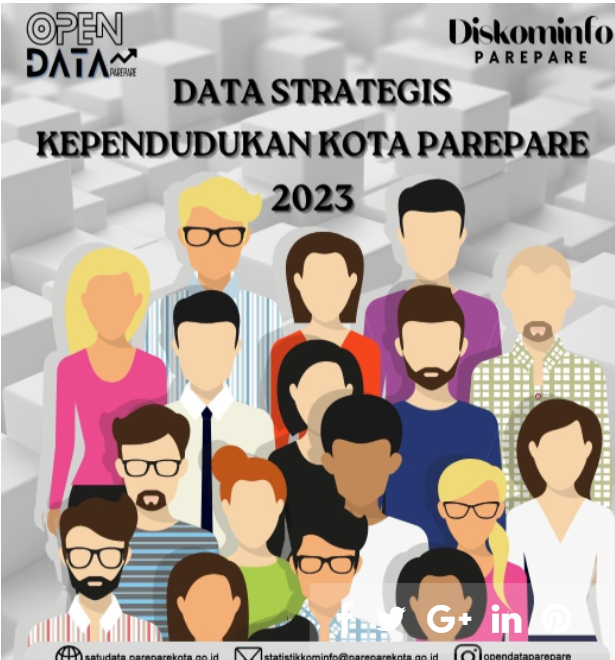 OPEN
DATA PAREPARE
Diskominfo
PAREPARE
DATA STRATEGIS
KEPENDUDUKAN KOTA PAREPARE
2023
G+ in
satudata.pareparekota.go.id statistikkominfo@pareparekota.go.id opendataparepare